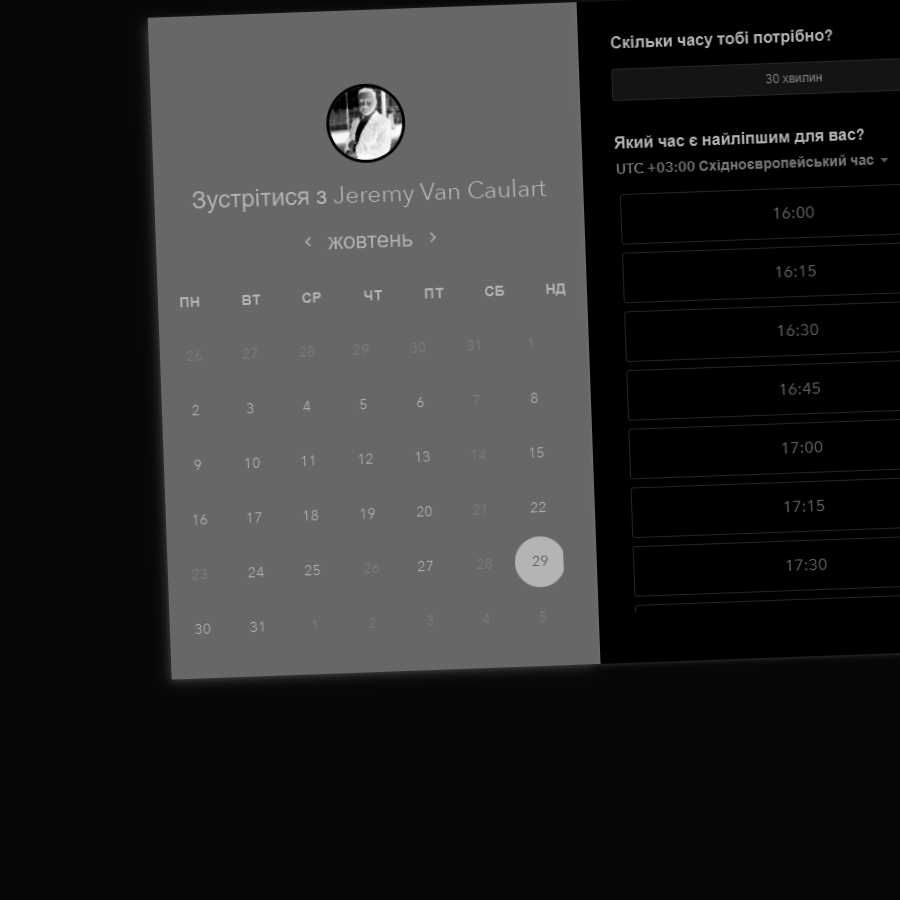 Зустрітися з Jeremy Van Caulart
жовтень
ПН ВТ СР ЧТ ПТ СБ НД
26 27 28 29 30 31 1
2 3 4 5 6 7 8
9 10 11 12 13 14 15
16 17 18 19 20 21 22
23 24 25 26 27 28 29
30 31 1 2 3 4 5
Скільки часу тобі потрібно?
30 хвилин
Який час є найліпшим для вас?
UTC +03:00 Східноєвропейський час
16:00
16:15
16:30
16:45
17:00
17:15
17:30